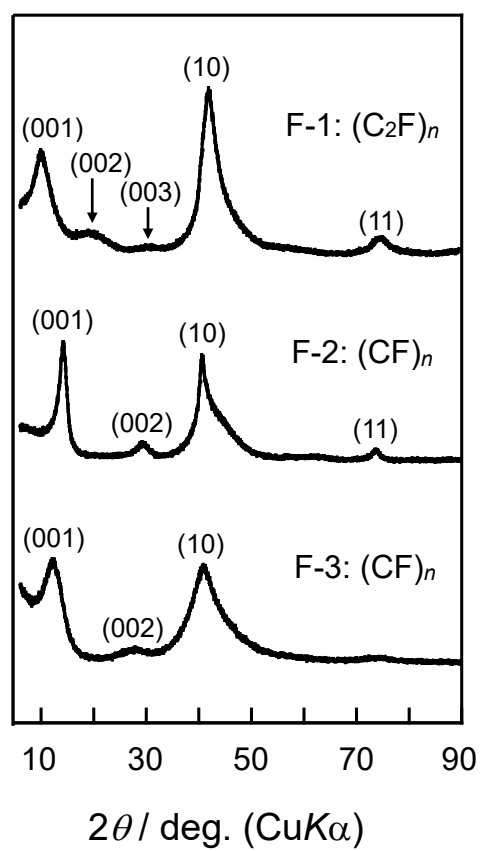 (10)
(001)
F-1: (C₂F)n
(002)
(003)
(11)
(001)
(10)
F-2: (CF)n
(002)
(11)
(001)
(10)
F-3: (CF)n
(002)
10 30 50 70 90
2θ / deg. (CuKα)